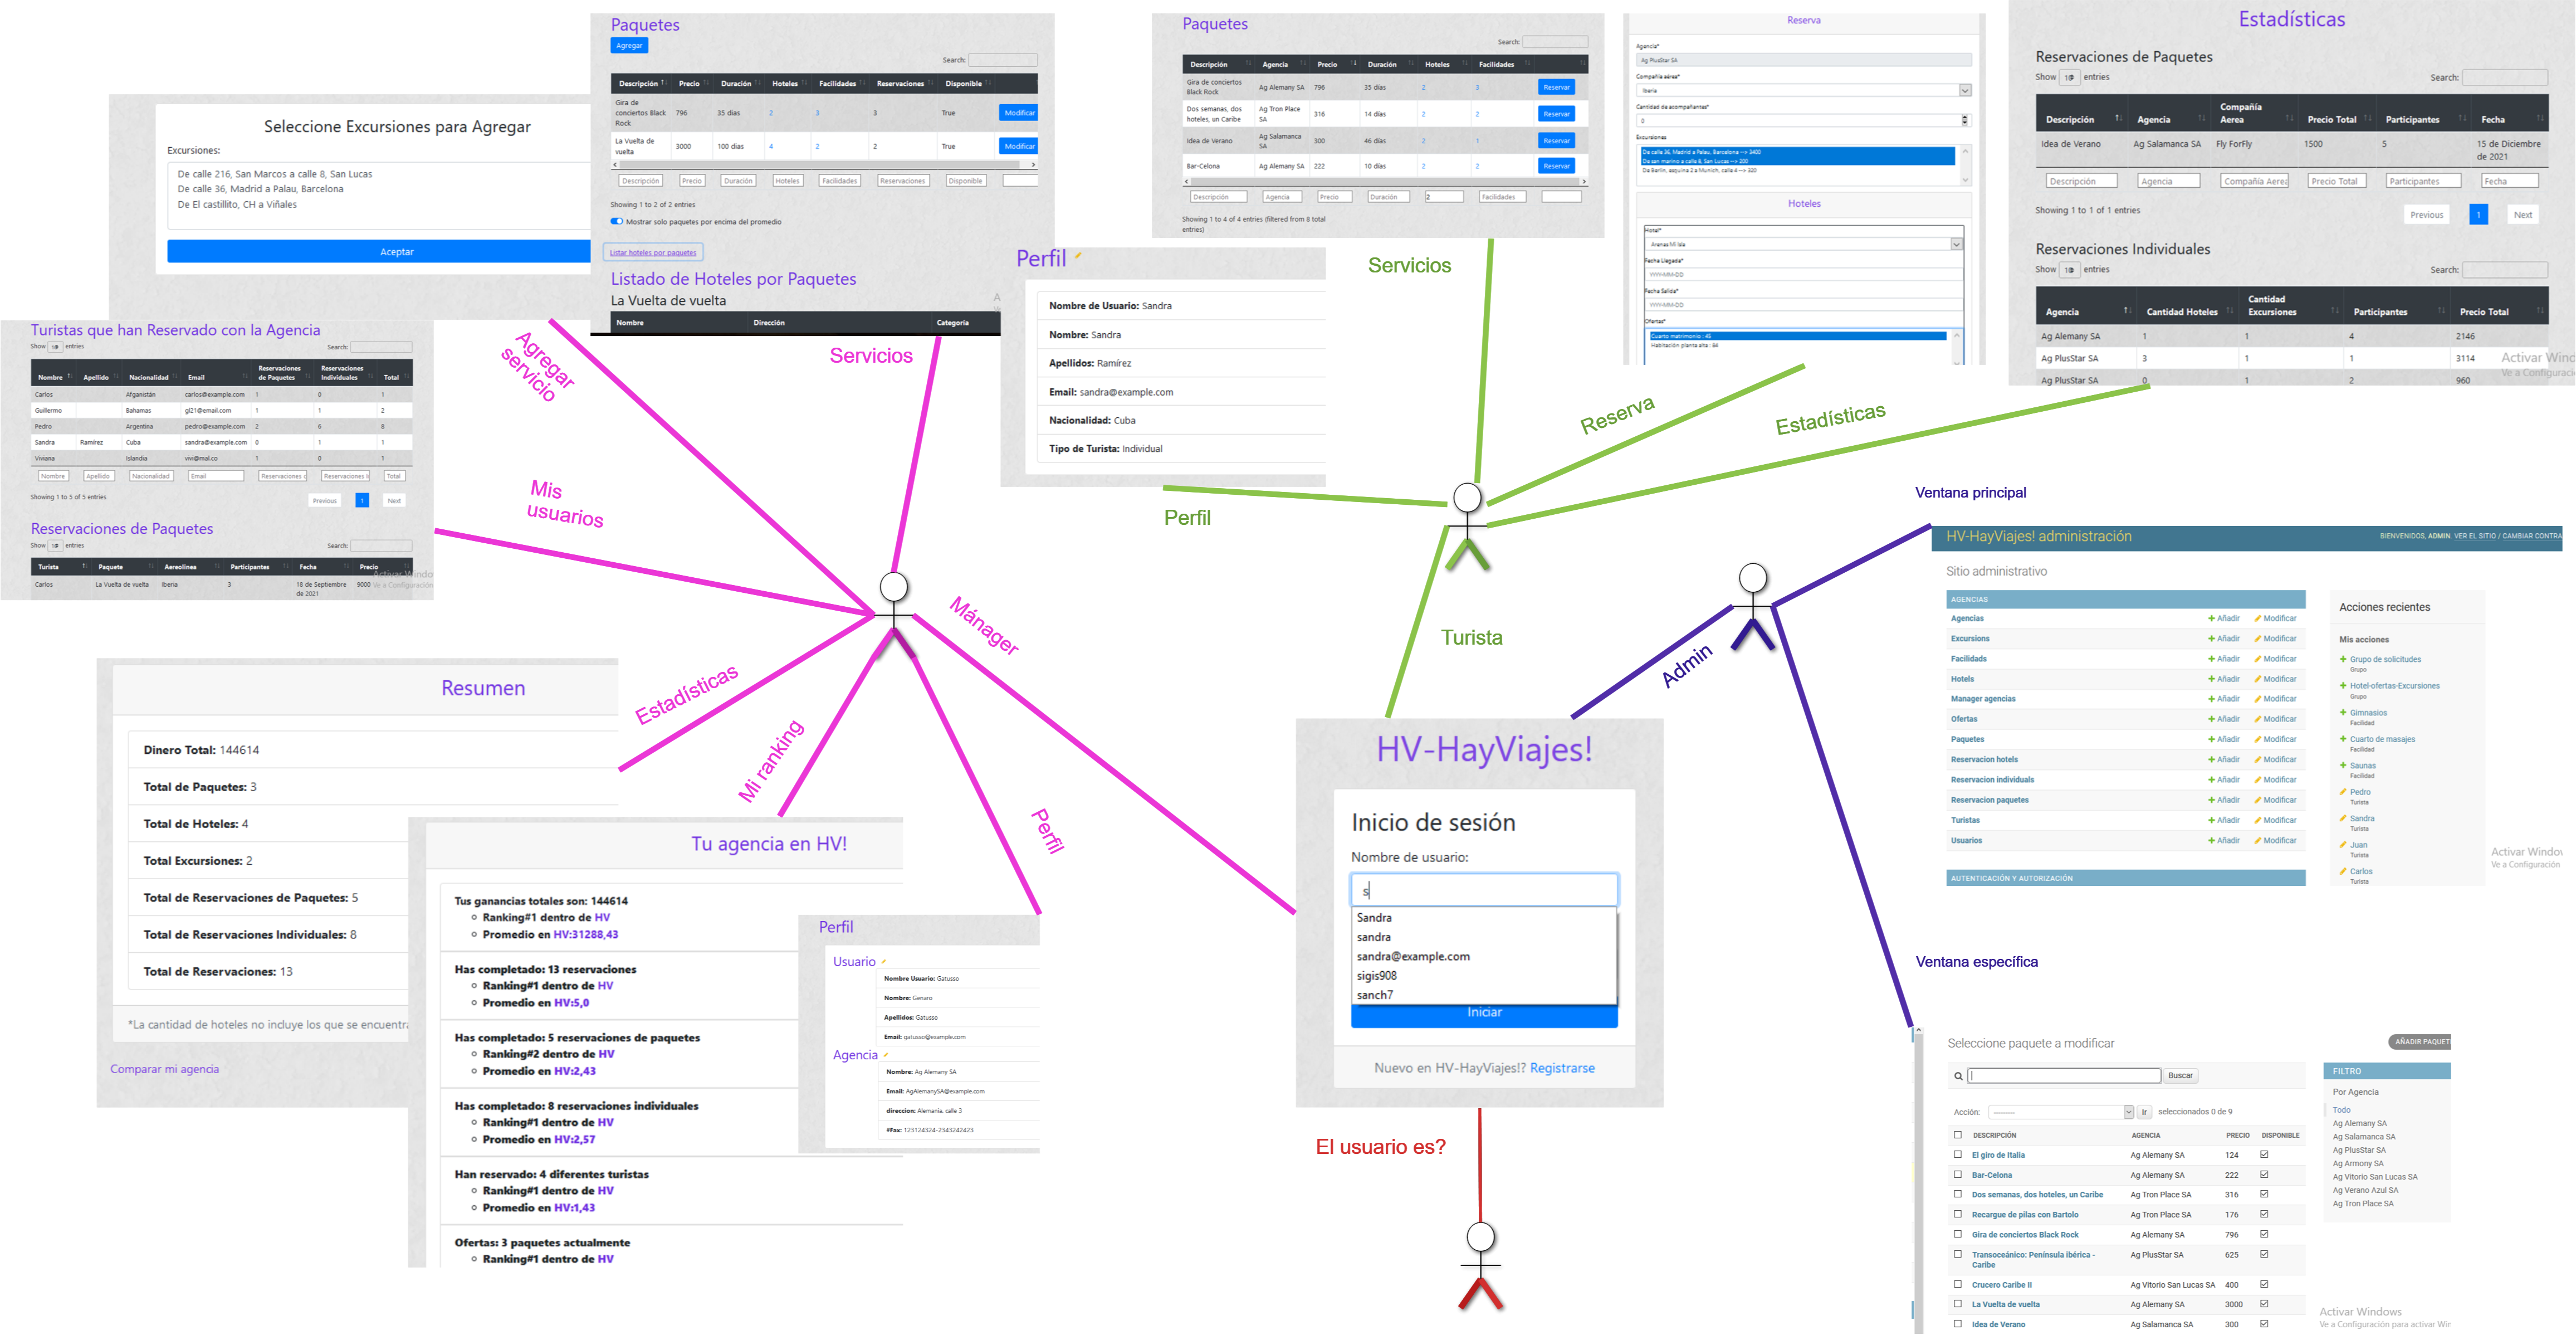 Seleccione Excursiones para Agregar
Excursiones:
De calle 216, San Marcos a calle 8, San Lucas
De calle 36, Madrid a Palau, Barcelona
De El castillito, CH a Viñales
Aceptar
Paquetes
Agregar
Search:
Descripción Precio Duración Hoteles Facilidades Reservaciones Disponible
Gira de conciertos Black Rock 796 35 días 2 3 3 True Modificar
La Vuelta de vuelta 3000 100 días 4 2 2 True Modificar
Descripción Precio Duración Hoteles Facilidades Reservaciones Disponible
Showing 1 to 2 of 2 entries
Mostrar solo paquetes por encima del promedio
Listar hoteles por paquetes
Listado de Hoteles por Paquetes
La Vuelta de vuelta
Nombre Dirección Categoría
Paquetes
Search:
Descripción Agencia Precio Duración Hoteles Facilidades
Gira de conciertos Black Rock Ag Alemany SA 796 35 días 2 3 Reservar
Dos semanas, dos hoteles, un Caribe Ag Tron Place SA 316 14 días 2 2 Reservar
Idea de Verano Ag Salamanca SA 300 46 días 2 1 Reservar
Bar-Celona Ag Alemany SA 222 10 días 2 2 Reservar
Descripción Agencia Precio Duración 2 Facilidades
Showing 1 to 4 of 4 entries (filtered from 8 total entries)
Reserva
Agencia*
Ag PlusStar SA
Compañía aérea*
Iberia
Cantidad de acompañantes*
0
Excursiones
De calle 36, Madrid a Palau, Barcelona --> 3400
De san marino a calle 8, San Lucas --> 200
De Berlin, esquina 2 a Munich, calle 4 --> 320
Hoteles
Hotel*
Arenas Mi Isla
Fecha Llegada*
YYYY-MM-DD
Fecha Salida*
YYYY-MM-DD
Ofertas*
Cuarto matrimonio : 45
Habitación planta alta : 84
Estadísticas
Reservaciones de Paquetes
Show 10 entries Search:
Descripción Agencia Compañía Aerea Precio Total Participantes Fecha
Idea de Verano Ag Salamanca SA Fly ForFly 1500 5 15 de Diciembre de 2021
Descripción Agencia Compañía Aerea Precio Total Participantes Fecha
Showing 1 to 1 of 1 entries
Previous 1 Next
Reservaciones Individuales
Show 10 entries Search:
Agencia Cantidad Hoteles Cantidad Excursiones Participantes Precio Total
Ag Alemany SA 1 1 4 2146
Ag PlusStar SA 3 1 1 3114
Ag PlusStar SA 0 1 2 960
Activar Wind
Ve a Configuraci
Perfil
Nombre de Usuario: Sandra
Nombre: Sandra
Apellidos: Ramírez
Email: sandra@example.com
Nacionalidad: Cuba
Tipo de Turista: Individual
Turistas que han Reservado con la Agencia
Show 10 entries Search:
Nombre Apellido Nacionalidad Email Reservaciones de Paquetes Reservaciones Individuales Total
Carlos Afganistán carlos@example.com 1 0 1
Guillermo Bahamas gl21@email.com 1 1 2
Pedro Argentina pedro@example.com 2 6 8
Sandra Ramírez Cuba sandra@example.com 0 1 1
Viviana Islandia vivi@mal.co 1 0 1
Nombre Apellido Nacionalidad Email Reservaciones Reservaciones Total
Showing 1 to 5 of 5 entries
Previous 1 Next
Reservaciones de Paquetes
Show 10 entries Search:
Turista Paquete Aereolínea Participantes Fecha Precio
Carlos La Vuelta de vuelta Iberia 3 18 de Septiembre de 2021 9000
Activar Windo
Ve a Configuración
Agregar servicio
Servicios
Mis usuarios
Estadísticas
Mi ranking
Perfil
Mánager
Servicios
Reserva
Estadísticas
Perfil
Turista
Admin
Ventana principal
Ventana específica
El usuario es?
Resumen
Dinero Total: 144614
Total de Paquetes: 3
Total de Hoteles: 4
Total Excursiones: 2
Total de Reservaciones de Paquetes: 5
Total de Reservaciones Individuales: 8
Total de Reservaciones: 13
*La cantidad de hoteles no incluye los que se encuentr
Comparar mi agencia
Tu agencia en HV!
Tus ganancias totales son: 144614
Ranking#1 dentro de HV
Promedio en HV:31288,43
Has completado: 13 reservaciones
Ranking#1 dentro de HV
Promedio en HV:5,0
Has completado: 5 reservaciones de paquetes
Ranking#2 dentro de HV
Promedio en HV:2,43
Has completado: 8 reservaciones individuales
Ranking#1 dentro de HV
Promedio en HV:2,57
Han reservado: 4 diferentes turistas
Ranking#1 dentro de HV
Promedio en HV:1,43
Ofertas: 3 paquetes actualmente
Ranking#1 dentro de HV
Perfil
Usuario
Nombre Usuario: Gatusso
Nombre: Genaro
Apellidos: Gatusso
Email: gatusso@example.com
Agencia
Nombre: Ag Alemany SA
Email: AgAlemanySA@example.com
direccion: Alemania, calle 3
#Fax: 123124324-2343242423
HV-HayViajes!
Inicio de sesión
Nombre de usuario:
s
Sandra
sandra
sandra@example.com
sigis908
sanch7
Iniciar
Nuevo en HV-HayViajes!? Registrarse
HV-HayViajes! administración
BIENVENIDOS, ADMIN. VER EL SITIO / CAMBIAR CONTRA
Sitio administrativo
AGENCIAS
Agencias Añadir Modificar
Excursions Añadir Modificar
Facilidads Añadir Modificar
Hotels Añadir Modificar
Manager agencias Añadir Modificar
Ofertas Añadir Modificar
Paquetes Añadir Modificar
Reservacion hotels Añadir Modificar
Reservacion individuals Añadir Modificar
Reservacion paquetes Añadir Modificar
Turistas Añadir Modificar
Usuarios Añadir Modificar
AUTENTICACIÓN Y AUTORIZACIÓN
Acciones recientes
Mis acciones
Grupo de solicitudes
Grupo
Hotel-ofertas-Excursiones
Grupo
Gimnasios
Facilidad
Cuarto de masajes
Facilidad
Saunas
Facilidad
Pedro
Turista
Sandra
Turista
Juan
Turista
Carlos
Turista
Activar Windo
Ve a Configuración
Seleccione paquete a modificar
AÑADIR PAQUET
Buscar
Acción: --------- Ir seleccionados 0 de 9
DESCRIPCIÓN AGENCIA PRECIO DISPONIBLE
El giro de Italia Ag Alemany SA 124
Bar-Celona Ag Alemany SA 222
Dos semanas, dos hoteles, un Caribe Ag Tron Place SA 316
Recargue de pilas con Bartolo Ag Tron Place SA 176
Gira de conciertos Black Rock Ag Alemany SA 796
Transoceánico: Península ibérica - Caribe Ag PlusStar SA 625
Crucero Caribe II Ag Vitorio San Lucas SA 400
La Vuelta de vuelta Ag Alemany SA 3000
Idea de Verano Ag Salamanca SA 300
FILTRO
Por Agencia
Todo
Ag Alemany SA
Ag Salamanca SA
Ag PlusStar SA
Ag Armony SA
Ag Vitorio San Lucas SA
Ag Verano Azul SA
Ag Tron Place SA
Activar Windows
Ve a Configuración para activar Wir